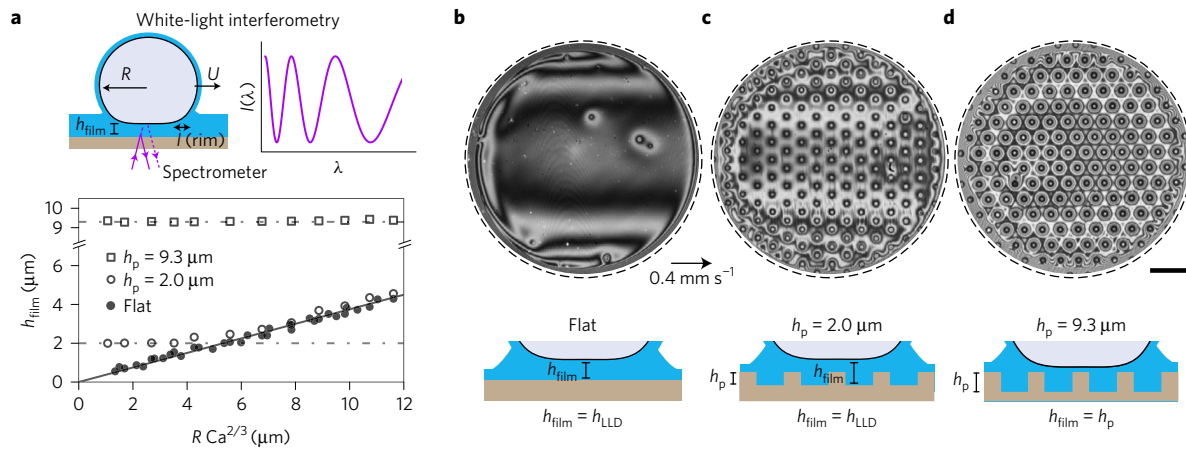 a
White-light interferometry
R
U
h_film
l (rim)
Spectrometer
I(λ)
λ
10
9
6
4
2
0
h_film (μm)
h_p = 9.3 μm
h_p = 2.0 μm
Flat
0 2 4 6 8 10 12
R Ca^2/3 (μm)
b
c
d
0.4 mm s⁻¹
Flat
h_p = 2.0 μm
h_p = 9.3 μm
h_film
h_p
h_film
h_p
h_film = h_LLD
h_film = h_LLD
h_film = h_p